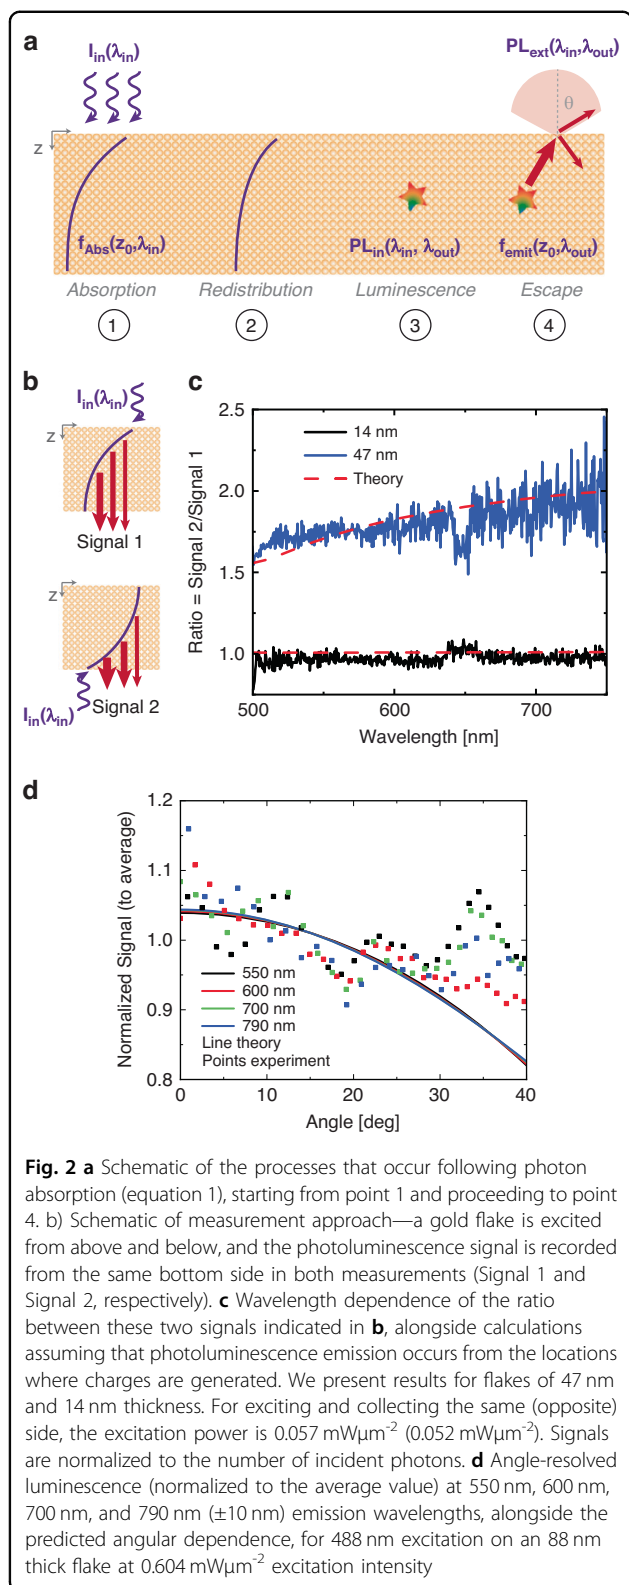 a
I_in(λ_in)
PL_ext(λ_in,λ_out)
θ
z
f_Abs(z_0,λ_in)
PL_in(λ_in, λ_out)
f_emit(z_0,λ_out)
Absorption Redistribution Luminescence Escape
1 2 3 4
b
I_in(λ_in)
z
Signal 1
z
Signal 2
I_in(λ_in)
c
2.5
2.0
1.5
1.0
Ratio = Signal 2/Signal 1
14 nm
47 nm
Theory
500 600 700
Wavelength [nm]
d
1.2
1.1
1.0
0.9
0.8
Normalized Signal (to average)
550 nm
600 nm
700 nm
790 nm
Line theory
Points experiment
0 10 20 30 40
Angle [deg]
Fig. 2 a Schematic of the processes that occur following photon
absorption (equation 1), starting from point 1 and proceeding to point
4. b) Schematic of measurement approach—a gold flake is excited
from above and below, and the photoluminescence signal is recorded
from the same bottom side in both measurements (Signal 1 and
Signal 2, respectively). c Wavelength dependence of the ratio
between these two signals indicated in b, alongside calculations
assuming that photoluminescence emission occurs from the locations
where charges are generated. We present results for flakes of 47 nm
and 14 nm thickness. For exciting and collecting the same (opposite)
side, the excitation power is 0.057 mWµm⁻² (0.052 mWµm⁻²). Signals
are normalized to the number of incident photons. d Angle-resolved
luminescence (normalized to the average value) at 550 nm, 600 nm,
700 nm, and 790 nm (±10 nm) emission wavelengths, alongside the
predicted angular dependence, for 488 nm excitation on an 88 nm
thick flake at 0.604 mWµm⁻² excitation intensity